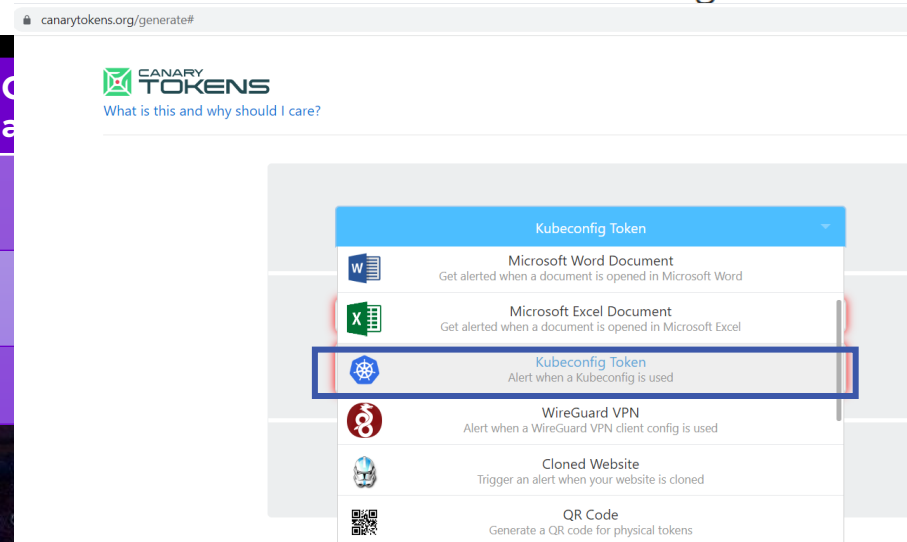 canarytokens.org/generate#
CANARY
TOKENS
What is this and why should I care?
Kubeconfig Token
Microsoft Word Document
Get alerted when a document is opened in Microsoft Word
Microsoft Excel Document
Get alerted when a document is opened in Microsoft Excel
Kubeconfig Token
Alert when a Kubeconfig is used
WireGuard VPN
Alert when a WireGuard VPN client config is used
Cloned Website
Trigger an alert when your website is cloned
QR Code
Generate a QR code for physical tokens